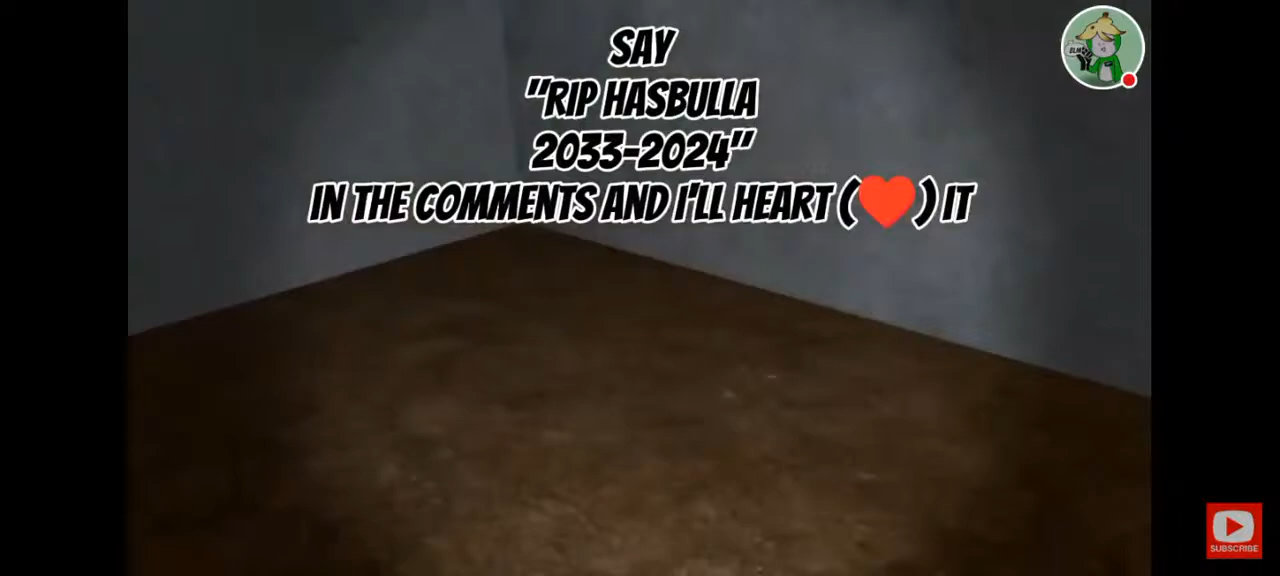 SAY
"RIP HASBULLA
2033-2024"
IN THE COMMENTS AND I'LL HEART (❤️) IT
SUBSCRIBE